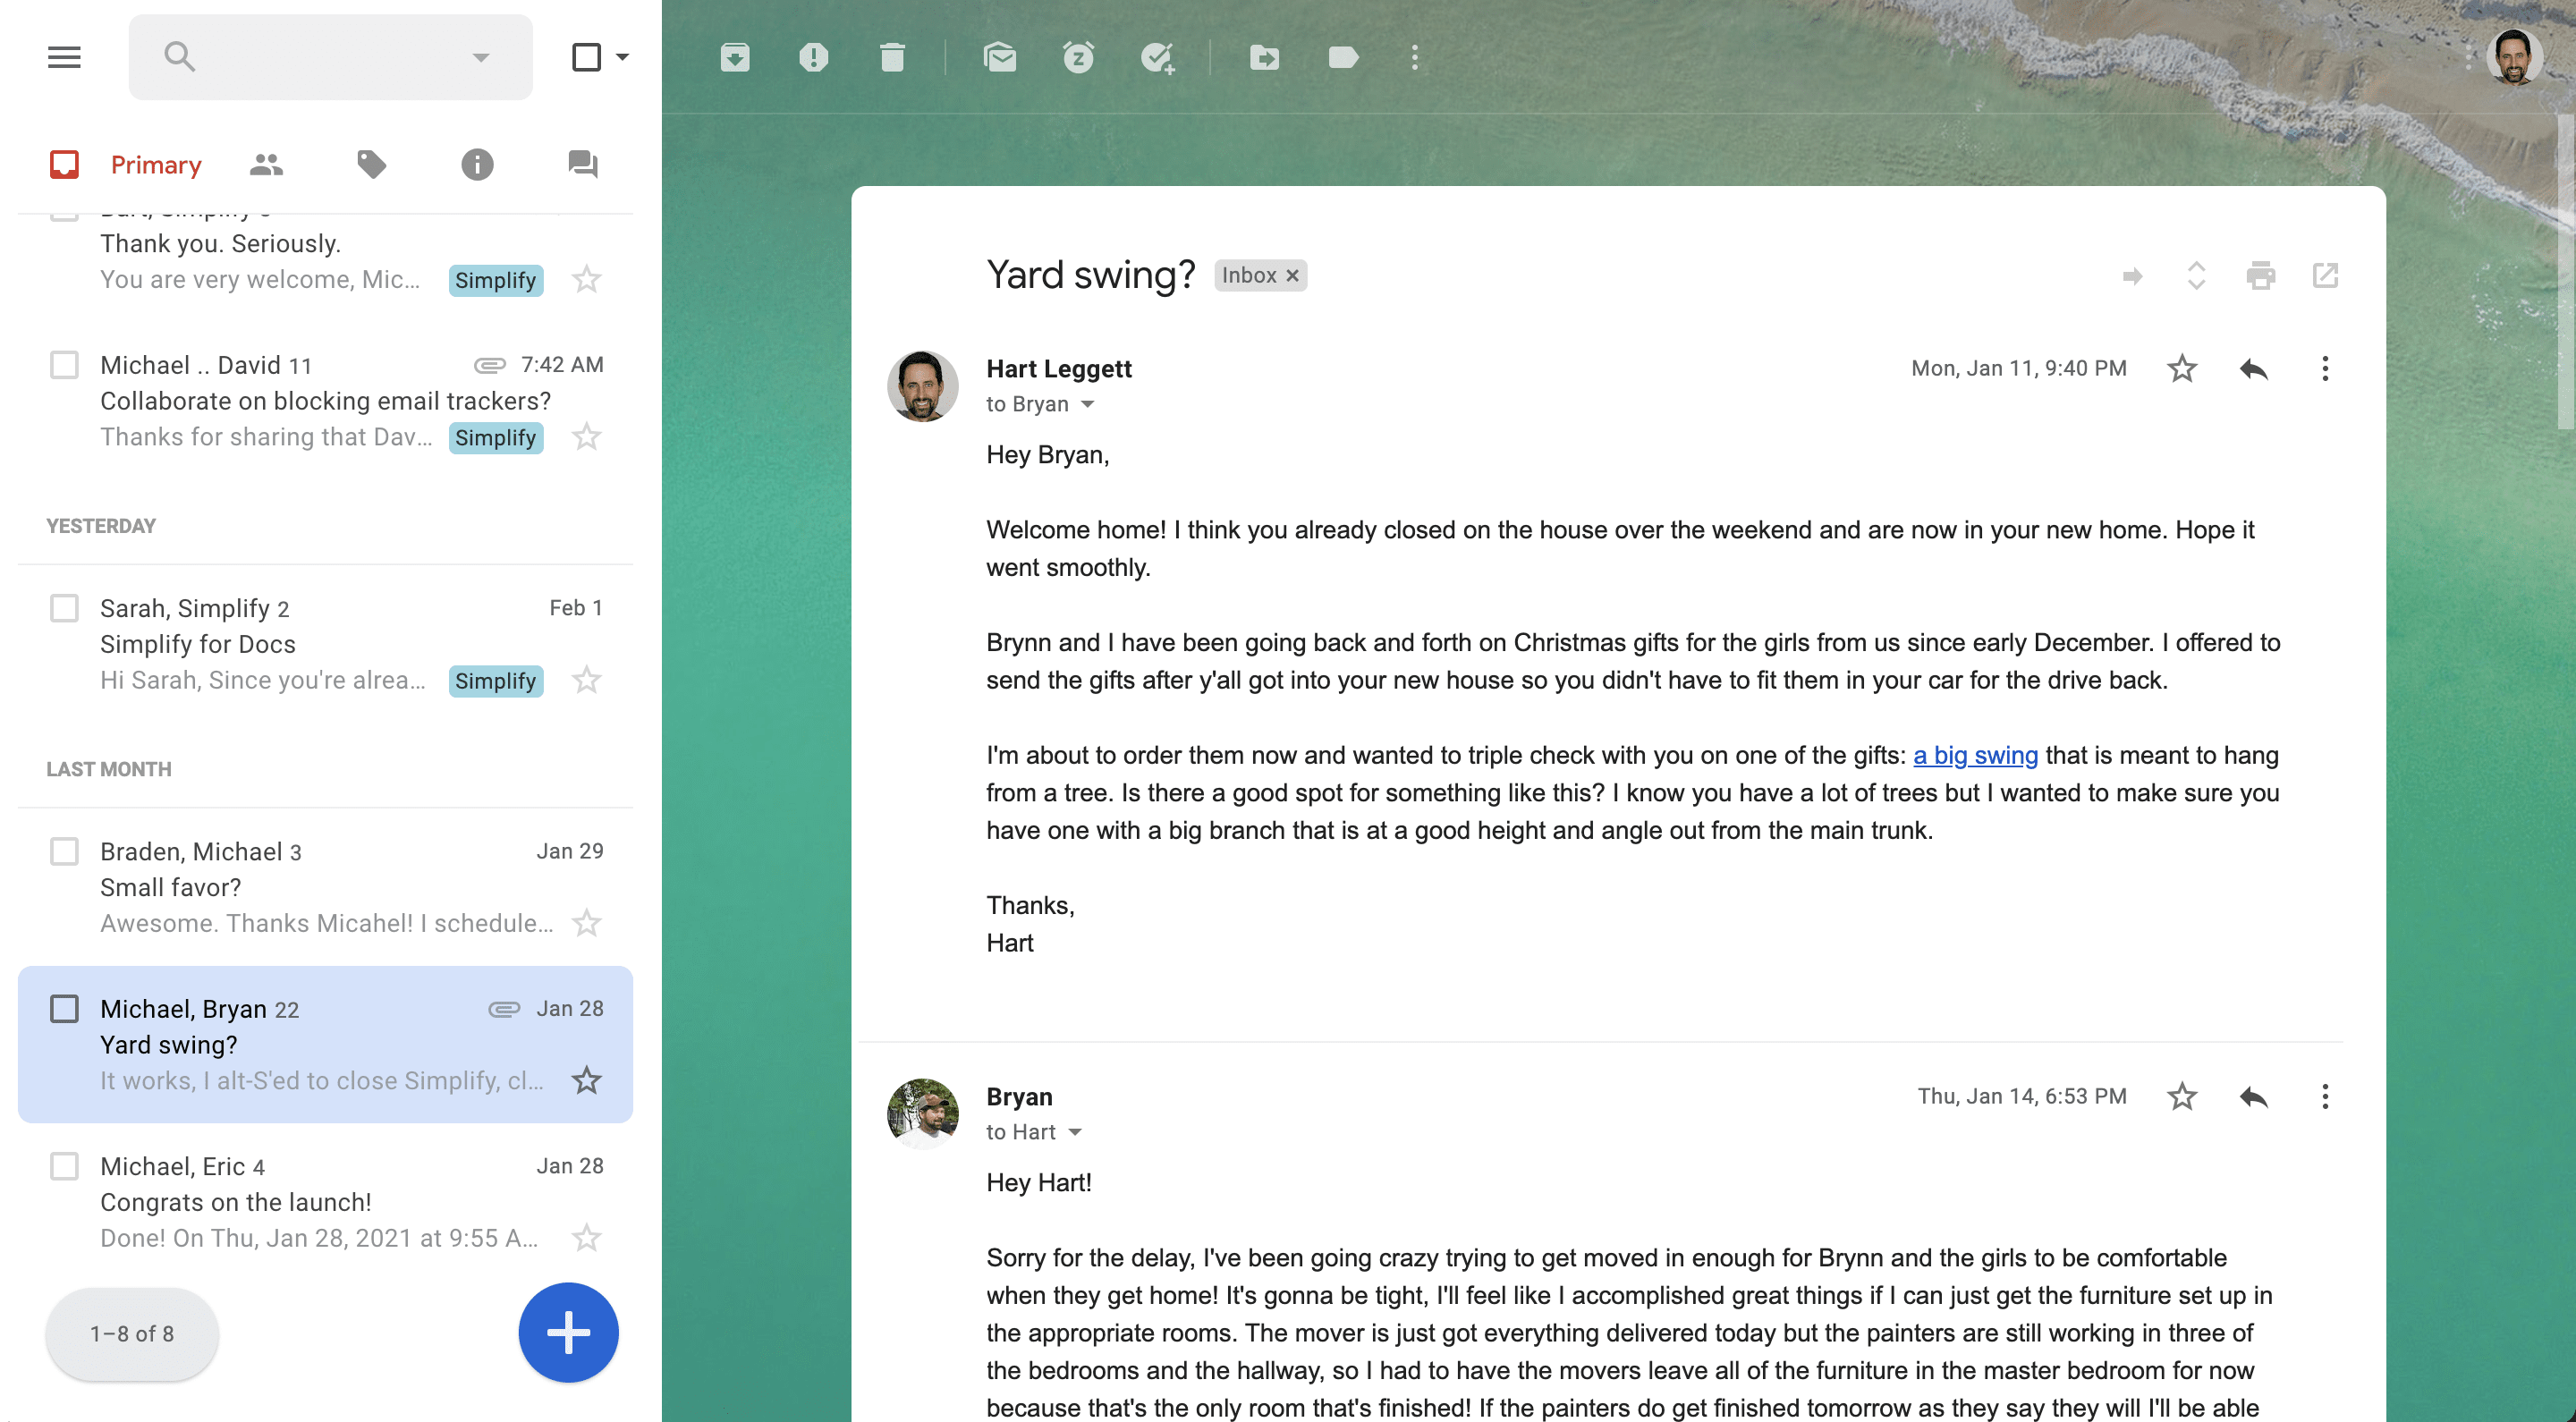 Primary
Thank you. Seriously.
You are very welcome, Mic...
Simplify
Michael .. David 11
7:42 AM
Collaborate on blocking email trackers?
Thanks for sharing that Dav...
Simplify
YESTERDAY
Sarah, Simplify 2
Feb 1
Simplify for Docs
Hi Sarah, Since you're alrea...
Simplify
LAST MONTH
Braden, Michael 3
Jan 29
Small favor?
Awesome. Thanks Micahel! I schedule...
Michael, Bryan 22
Jan 28
Yard swing?
It works, I alt-S'ed to close Simplify, cl...
Michael, Eric 4
Jan 28
Congrats on the launch!
Done! On Thu, Jan 28, 2021 at 9:55 A...
1–8 of 8
Yard swing?
Inbox ×
Hart Leggett
Mon, Jan 11, 9:40 PM
to Bryan
Hey Bryan,
Welcome home! I think you already closed on the house over the weekend and are now in your new home. Hope it
went smoothly.
Brynn and I have been going back and forth on Christmas gifts for the girls from us since early December. I offered to
send the gifts after y'all got into your new house so you didn't have to fit them in your car for the drive back.
I'm about to order them now and wanted to triple check with you on one of the gifts: a big swing that is meant to hang
from a tree. Is there a good spot for something like this? I know you have a lot of trees but I wanted to make sure you
have one with a big branch that is at a good height and angle out from the main trunk.
Thanks,
Hart
Bryan
Thu, Jan 14, 6:53 PM
to Hart
Hey Hart!
Sorry for the delay, I've been going crazy trying to get moved in enough for Brynn and the girls to be comfortable
when they get home! It's gonna be tight, I'll feel like I accomplished great things if I can just get the furniture set up in
the appropriate rooms. The mover is just got everything delivered today but the painters are still working in three of
the bedrooms and the hallway, so I had to have the movers leave all of the furniture in the master bedroom for now
because that's the only room that's finished! If the painters do get finished tomorrow as they say they will I'll be able